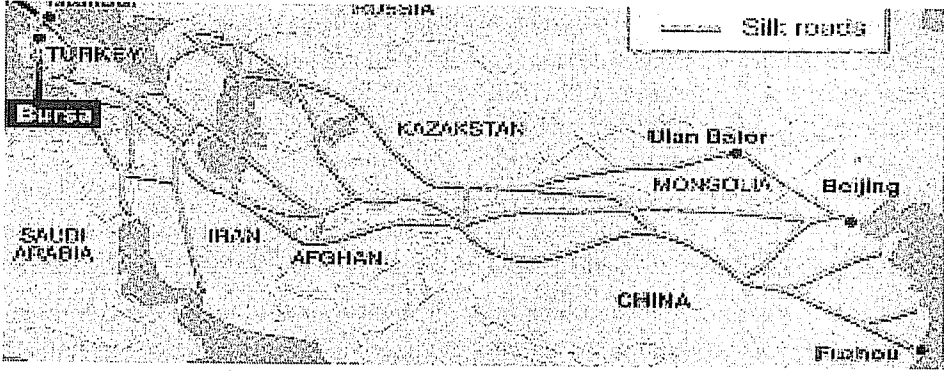 RUSSIA
Silk roads
TURKEY
Bursa
KAZAKSTAN
Ulan Bator
MONGOLIA
Beijing
SAUDI
ARABIA
IRAN
AFGHAN.
CHINA
Fuzhou